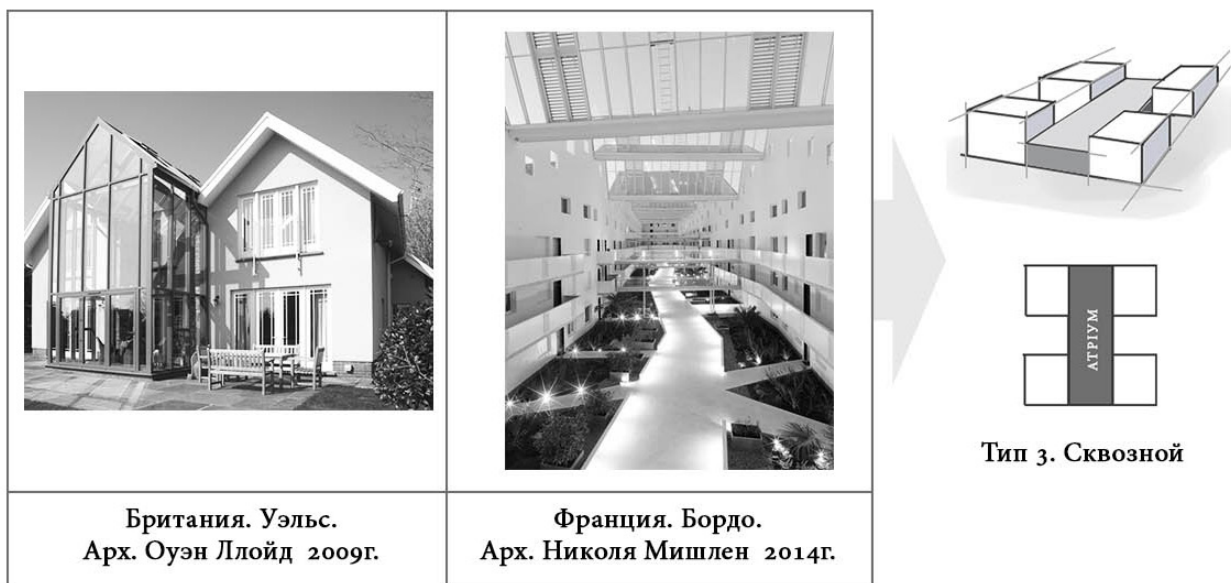 Британия. Уэльс.
Арх. Оуэн Ллойд 2009г.
Франция. Бордо.
Арх. Николя Мишлен 2014г.
АТРІУМ
Тип 3. Сквозной